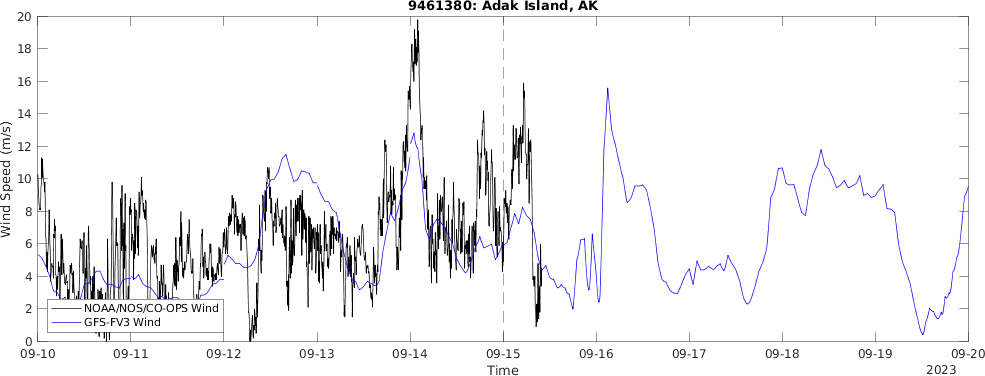 9461380: Adak Island, AK
Wind Speed (m/s)
20
18
16
14
12
10
8
6
4
2
0
NOAA/NOS/CO-OPS Wind
GFS-FV3 Wind
09-10 09-11 09-12 09-13 09-14 09-15 09-16 09-17 09-18 09-19 09-20
Time
2023